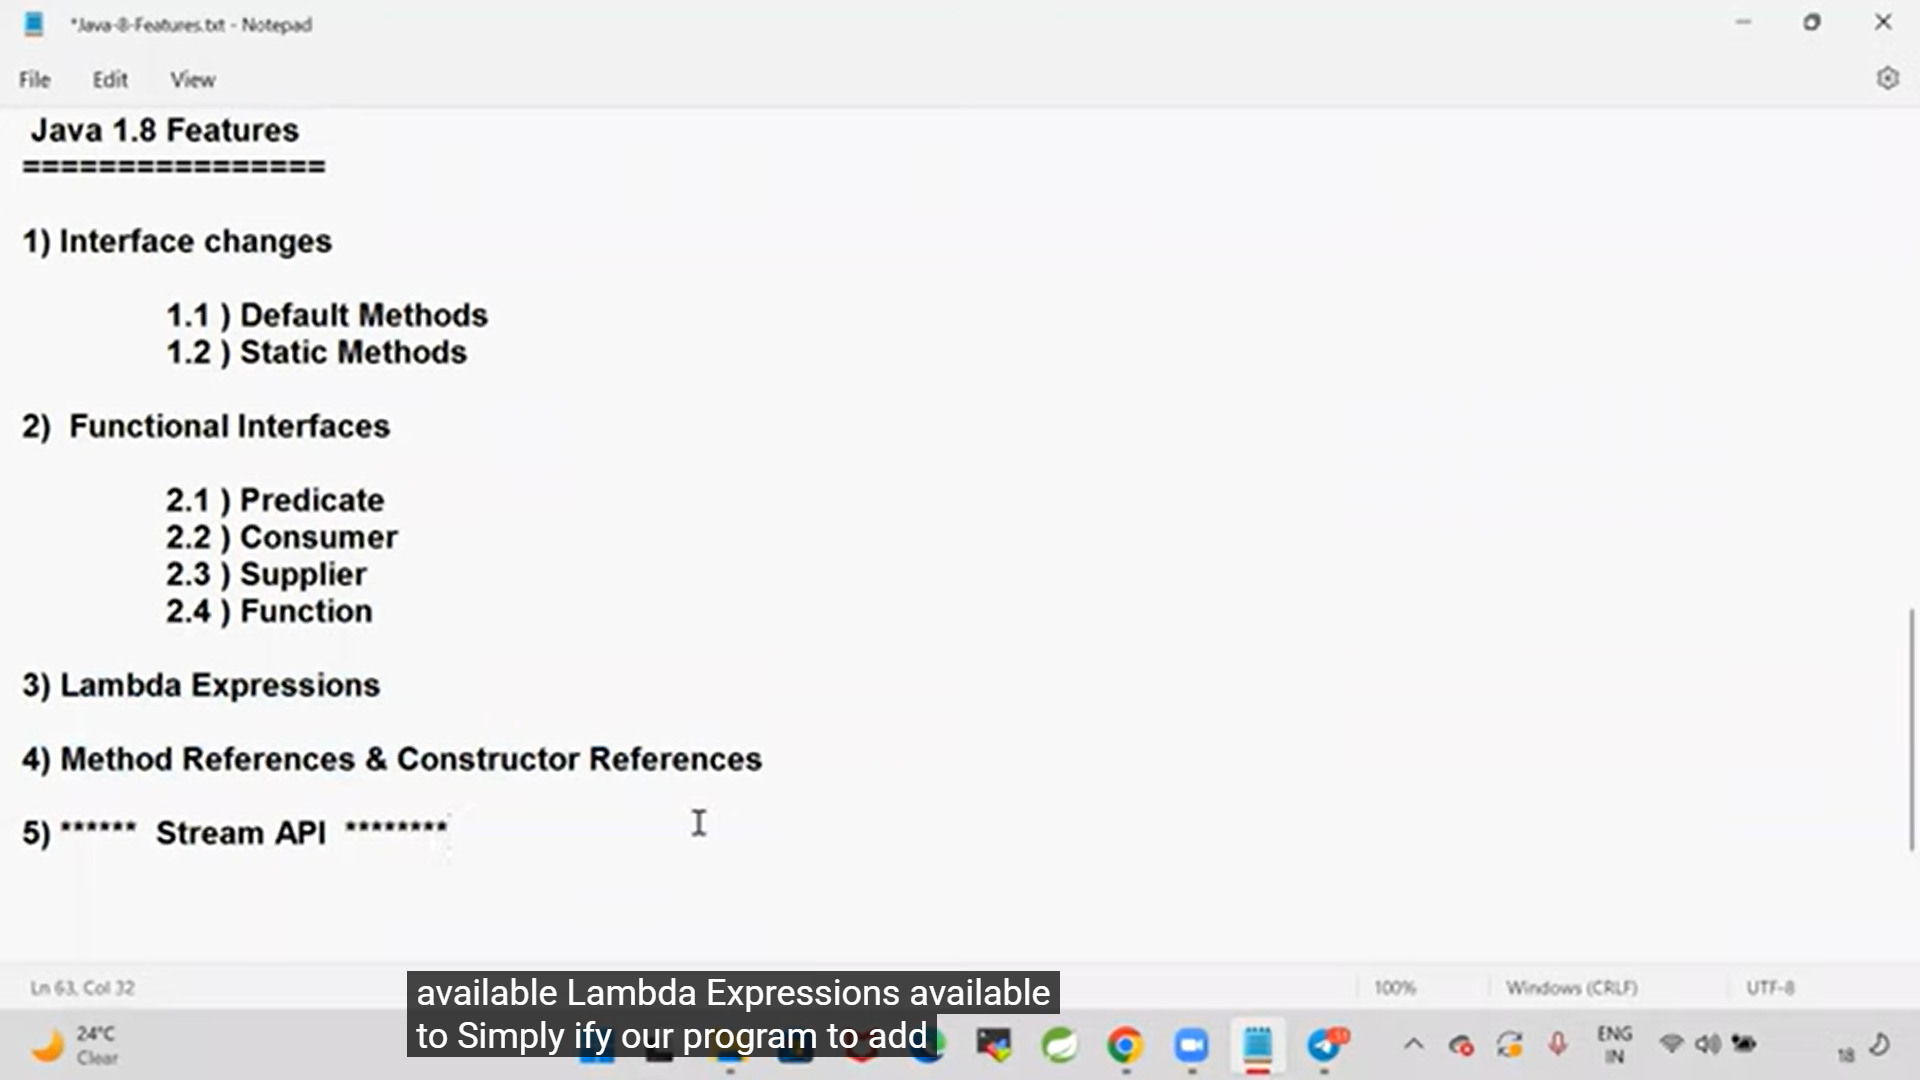 *Java-8-Features.txt - Notepad
File Edit View
Java 1.8 Features
================
1) Interface changes
1.1 ) Default Methods
1.2 ) Static Methods
2)  Functional Interfaces
2.1 ) Predicate
2.2 ) Consumer
2.3 ) Supplier
2.4 ) Function
3) Lambda Expressions
4) Method References & Constructor References
5) ******  Stream API  ********
Ln 63, Col 32 100% Windows (CRLF) UTF-8
available Lambda Expressions available
to Simply ify our program to add
24°C
Clear
ENG
IN
18